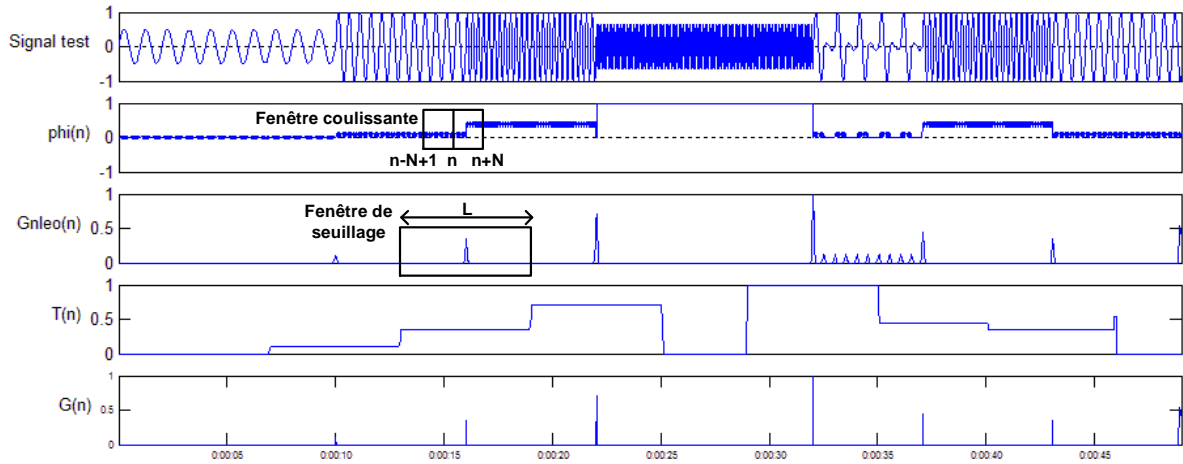 Signal test
1
0
-1
phi(n)
1
0
-1
Fenêtre coulissante
n-N+1 n n+N
Gnleo(n)
1
0.5
0
Fenêtre de
seuillage
L
T(n)
1
0.5
0
G(n)
1
0.5
0
0:00:05 0:00:10 0:00:15 0:00:20 0:00:25 0:00:30 0:00:35 0:00:40 0:00:45